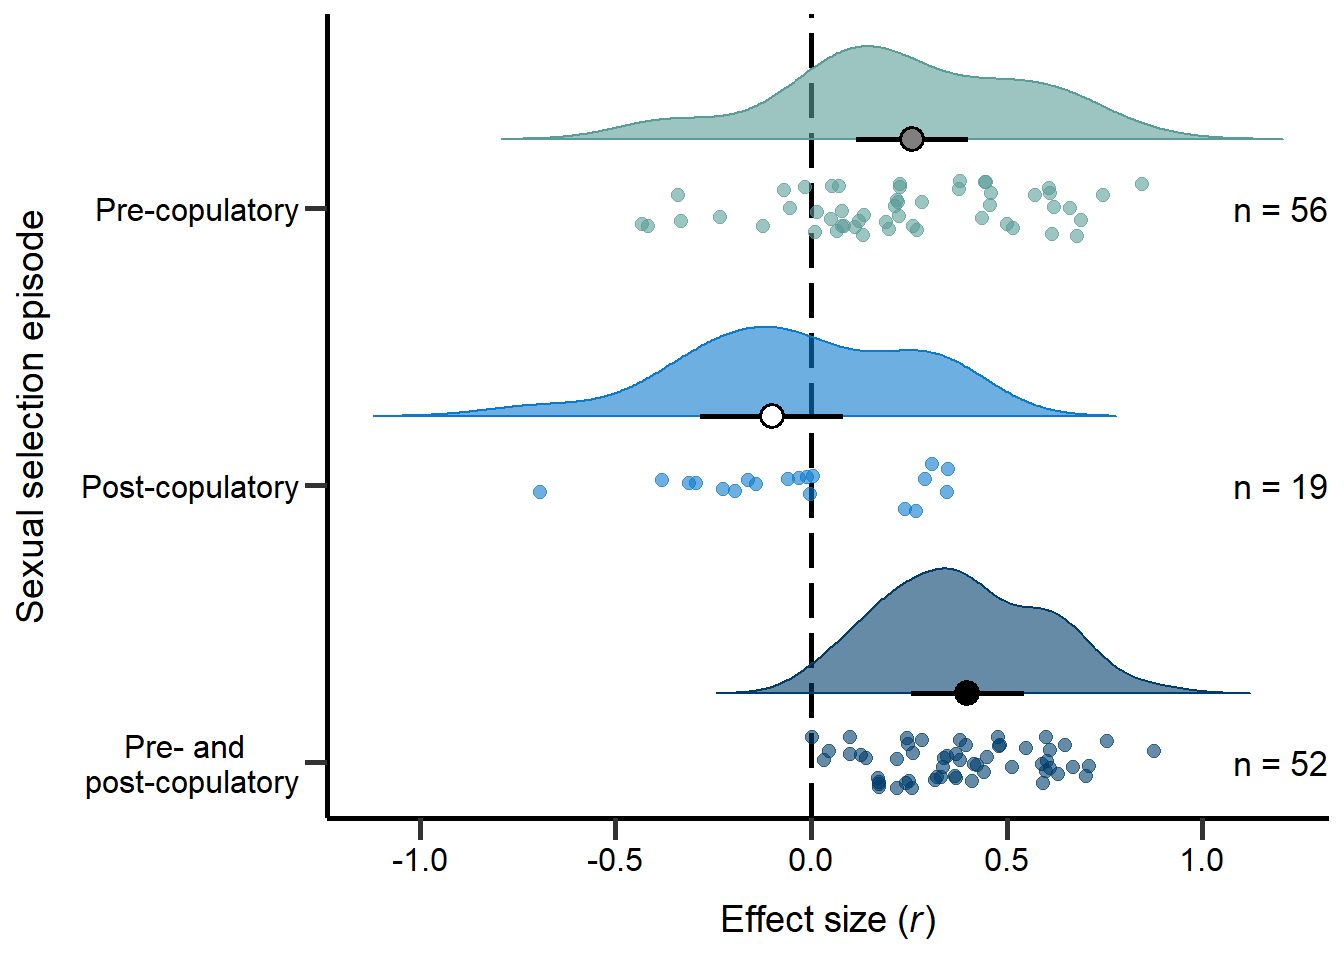 Sexual selection episode
Pre-copulatory
n = 56
Post-copulatory
n = 19
Pre- and
post-copulatory
n = 52
-1.0
-0.5
0.0
0.5
1.0
Effect size (r)